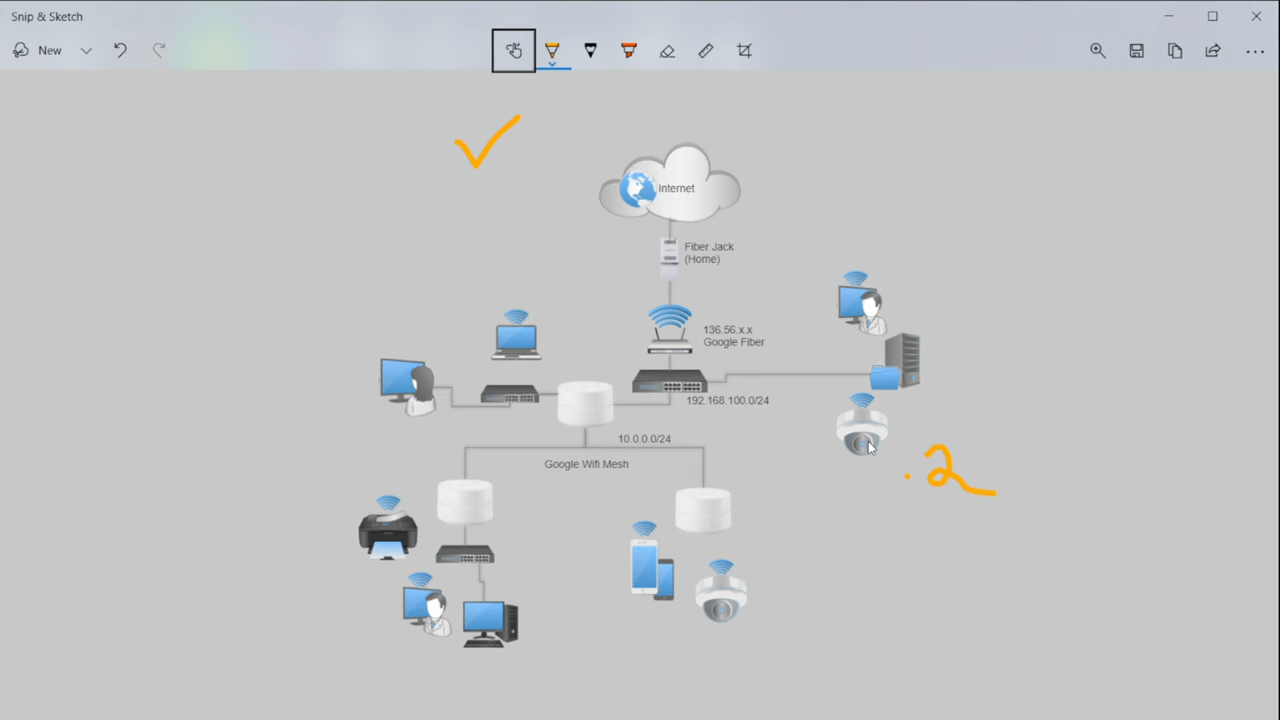 Snip & Sketch
New
Internet
Fiber Jack
(Home)
136.56.x.x
Google Fiber
192.168.100.0/24
10.0.0.0/24
Google Wifi Mesh
.2